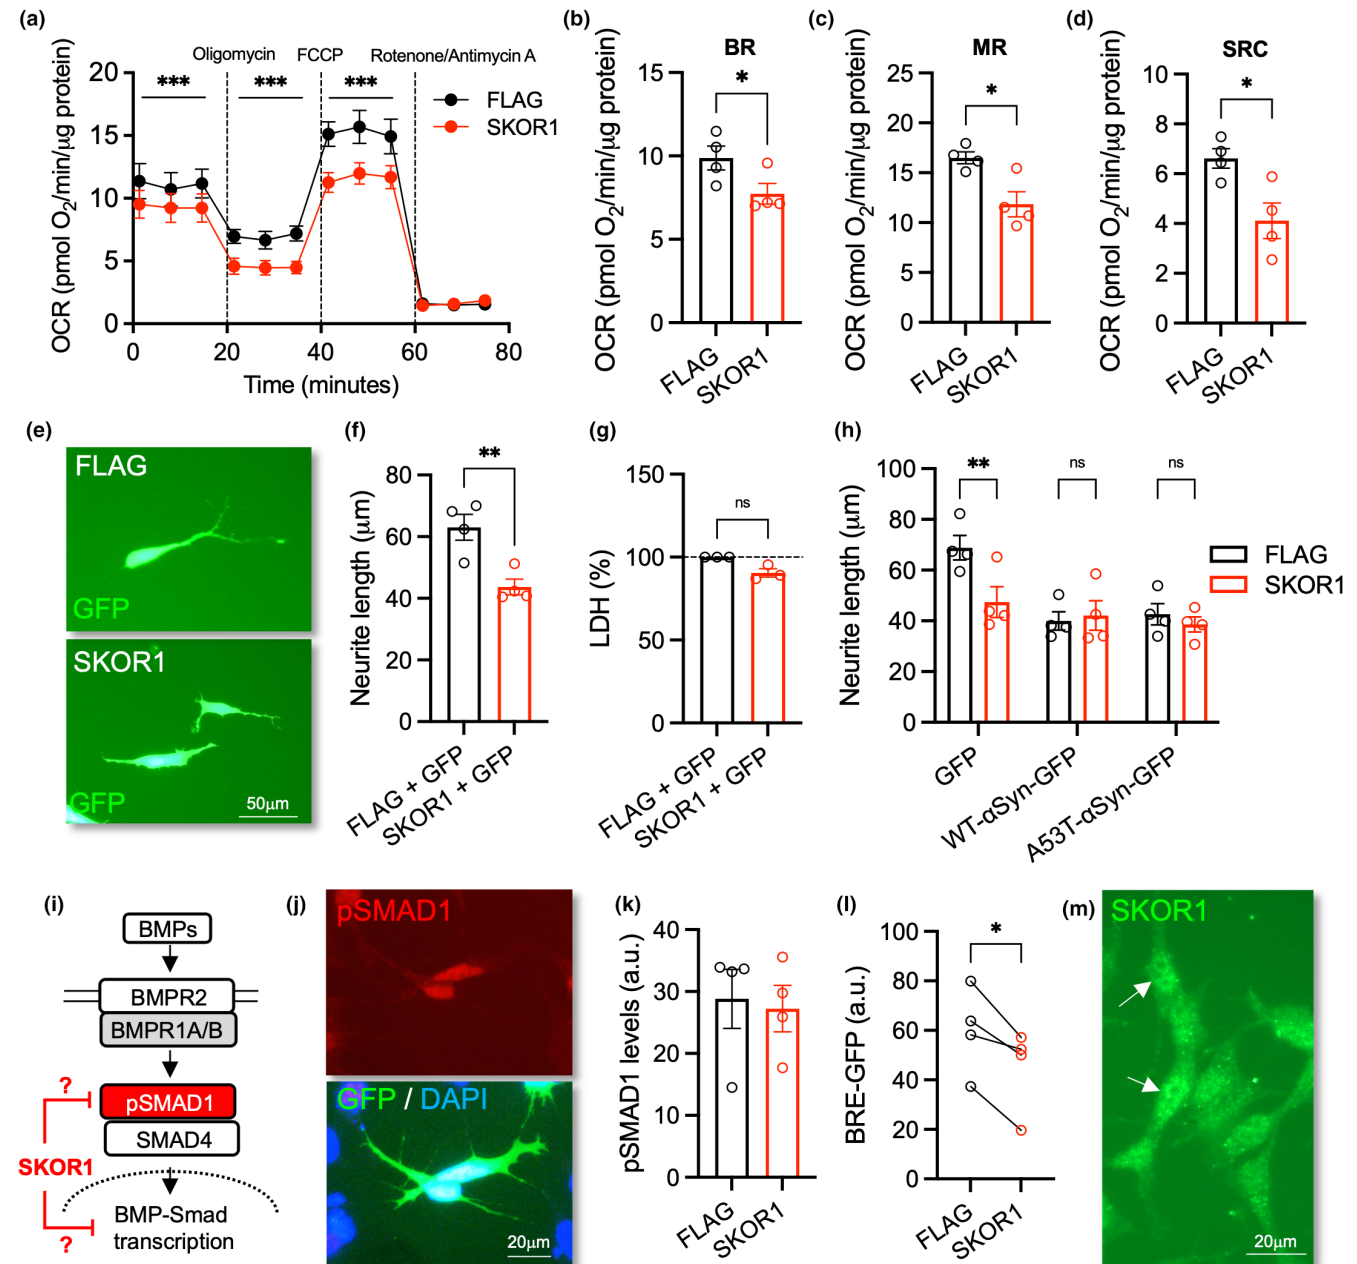 (a)
OCR (pmol O2/min/μg protein)
Oligomycin FCCP Rotenone/Antimycin A
*** *** ***
FLAG
SKOR1
20
15
10
5
0
0 20 40 60 80
Time (minutes)
(b)
BR
*
OCR (pmol O2/min/μg protein)
15
10
5
0
FLAG
SKOR1
(c)
MR
*
OCR (pmol O2/min/μg protein)
25
20
15
10
5
0
FLAG
SKOR1
(d)
SRC
*
OCR (pmol O2/min/μg protein)
10
8
6
4
2
0
FLAG
SKOR1
(e)
FLAG
GFP
SKOR1
GFP
50μm
(f)
**
Neurite length (μm)
80
60
40
20
0
FLAG + GFP
SKOR1 + GFP
(g)
ns
LDH (%)
150
100
50
0
FLAG + GFP
SKOR1 + GFP
(h)
** ns ns
Neurite length (μm)
100
80
60
40
20
0
GFP
WT-αSyn-GFP
A53T-αSyn-GFP
FLAG
SKOR1
(i)
BMPs
BMPR2
BMPR1A/B
?
pSMAD1
SMAD4
SKOR1
BMP-Smad
transcription
?
(j)
pSMAD1
GFP / DAPI
20μm
(k)
pSMAD1 levels (a.u.)
40
30
20
10
0
FLAG
SKOR1
(l)
*
BRE-GFP (a.u.)
100
80
60
40
20
0
FLAG
SKOR1
(m)
SKOR1
20μm